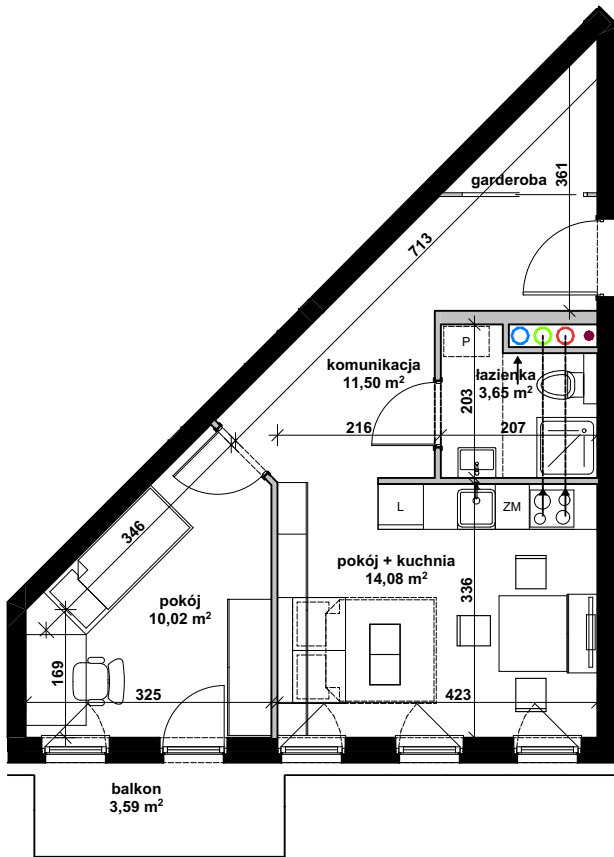 garderoba
361
713
P
komunikacja
11,50 m²
łazienka
3,65 m²
203
216
207
L
ZM
346
pokój + kuchnia
14,08 m²
336
pokój
10,02 m²
169
325
423
balkon
3,59 m²